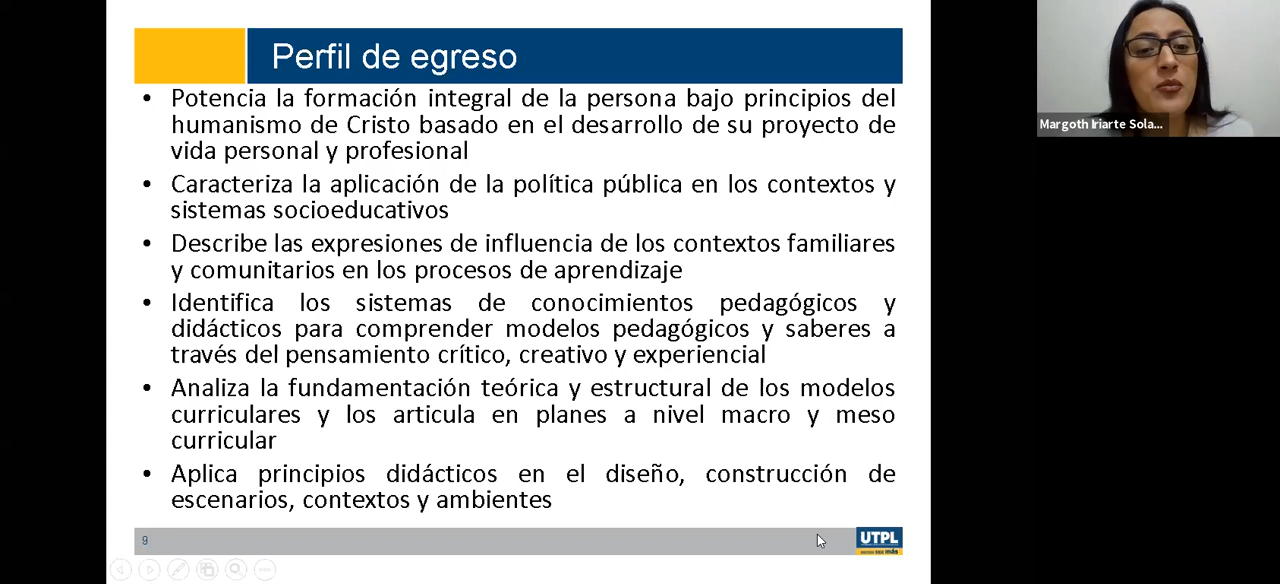 Perfil de egreso
• Potencia la formación integral de la persona bajo principios del
humanismo de Cristo basado en el desarrollo de su proyecto de
vida personal y profesional
• Caracteriza la aplicación de la política pública en los contextos y
sistemas socioeducativos
• Describe las expresiones de influencia de los contextos familiares
y comunitarios en los procesos de aprendizaje
• Identifica los sistemas de conocimientos pedagógicos y
didácticos para comprender modelos pedagógicos y saberes a
través del pensamiento crítico, creativo y experiencial
• Analiza la fundamentación teórica y estructural de los modelos
curriculares y los articula en planes a nivel macro y meso
curricular
• Aplica principios didácticos en el diseño, construcción de
escenarios, contextos y ambientes
9
UTPL
más
Margoth Iriarte Sola...